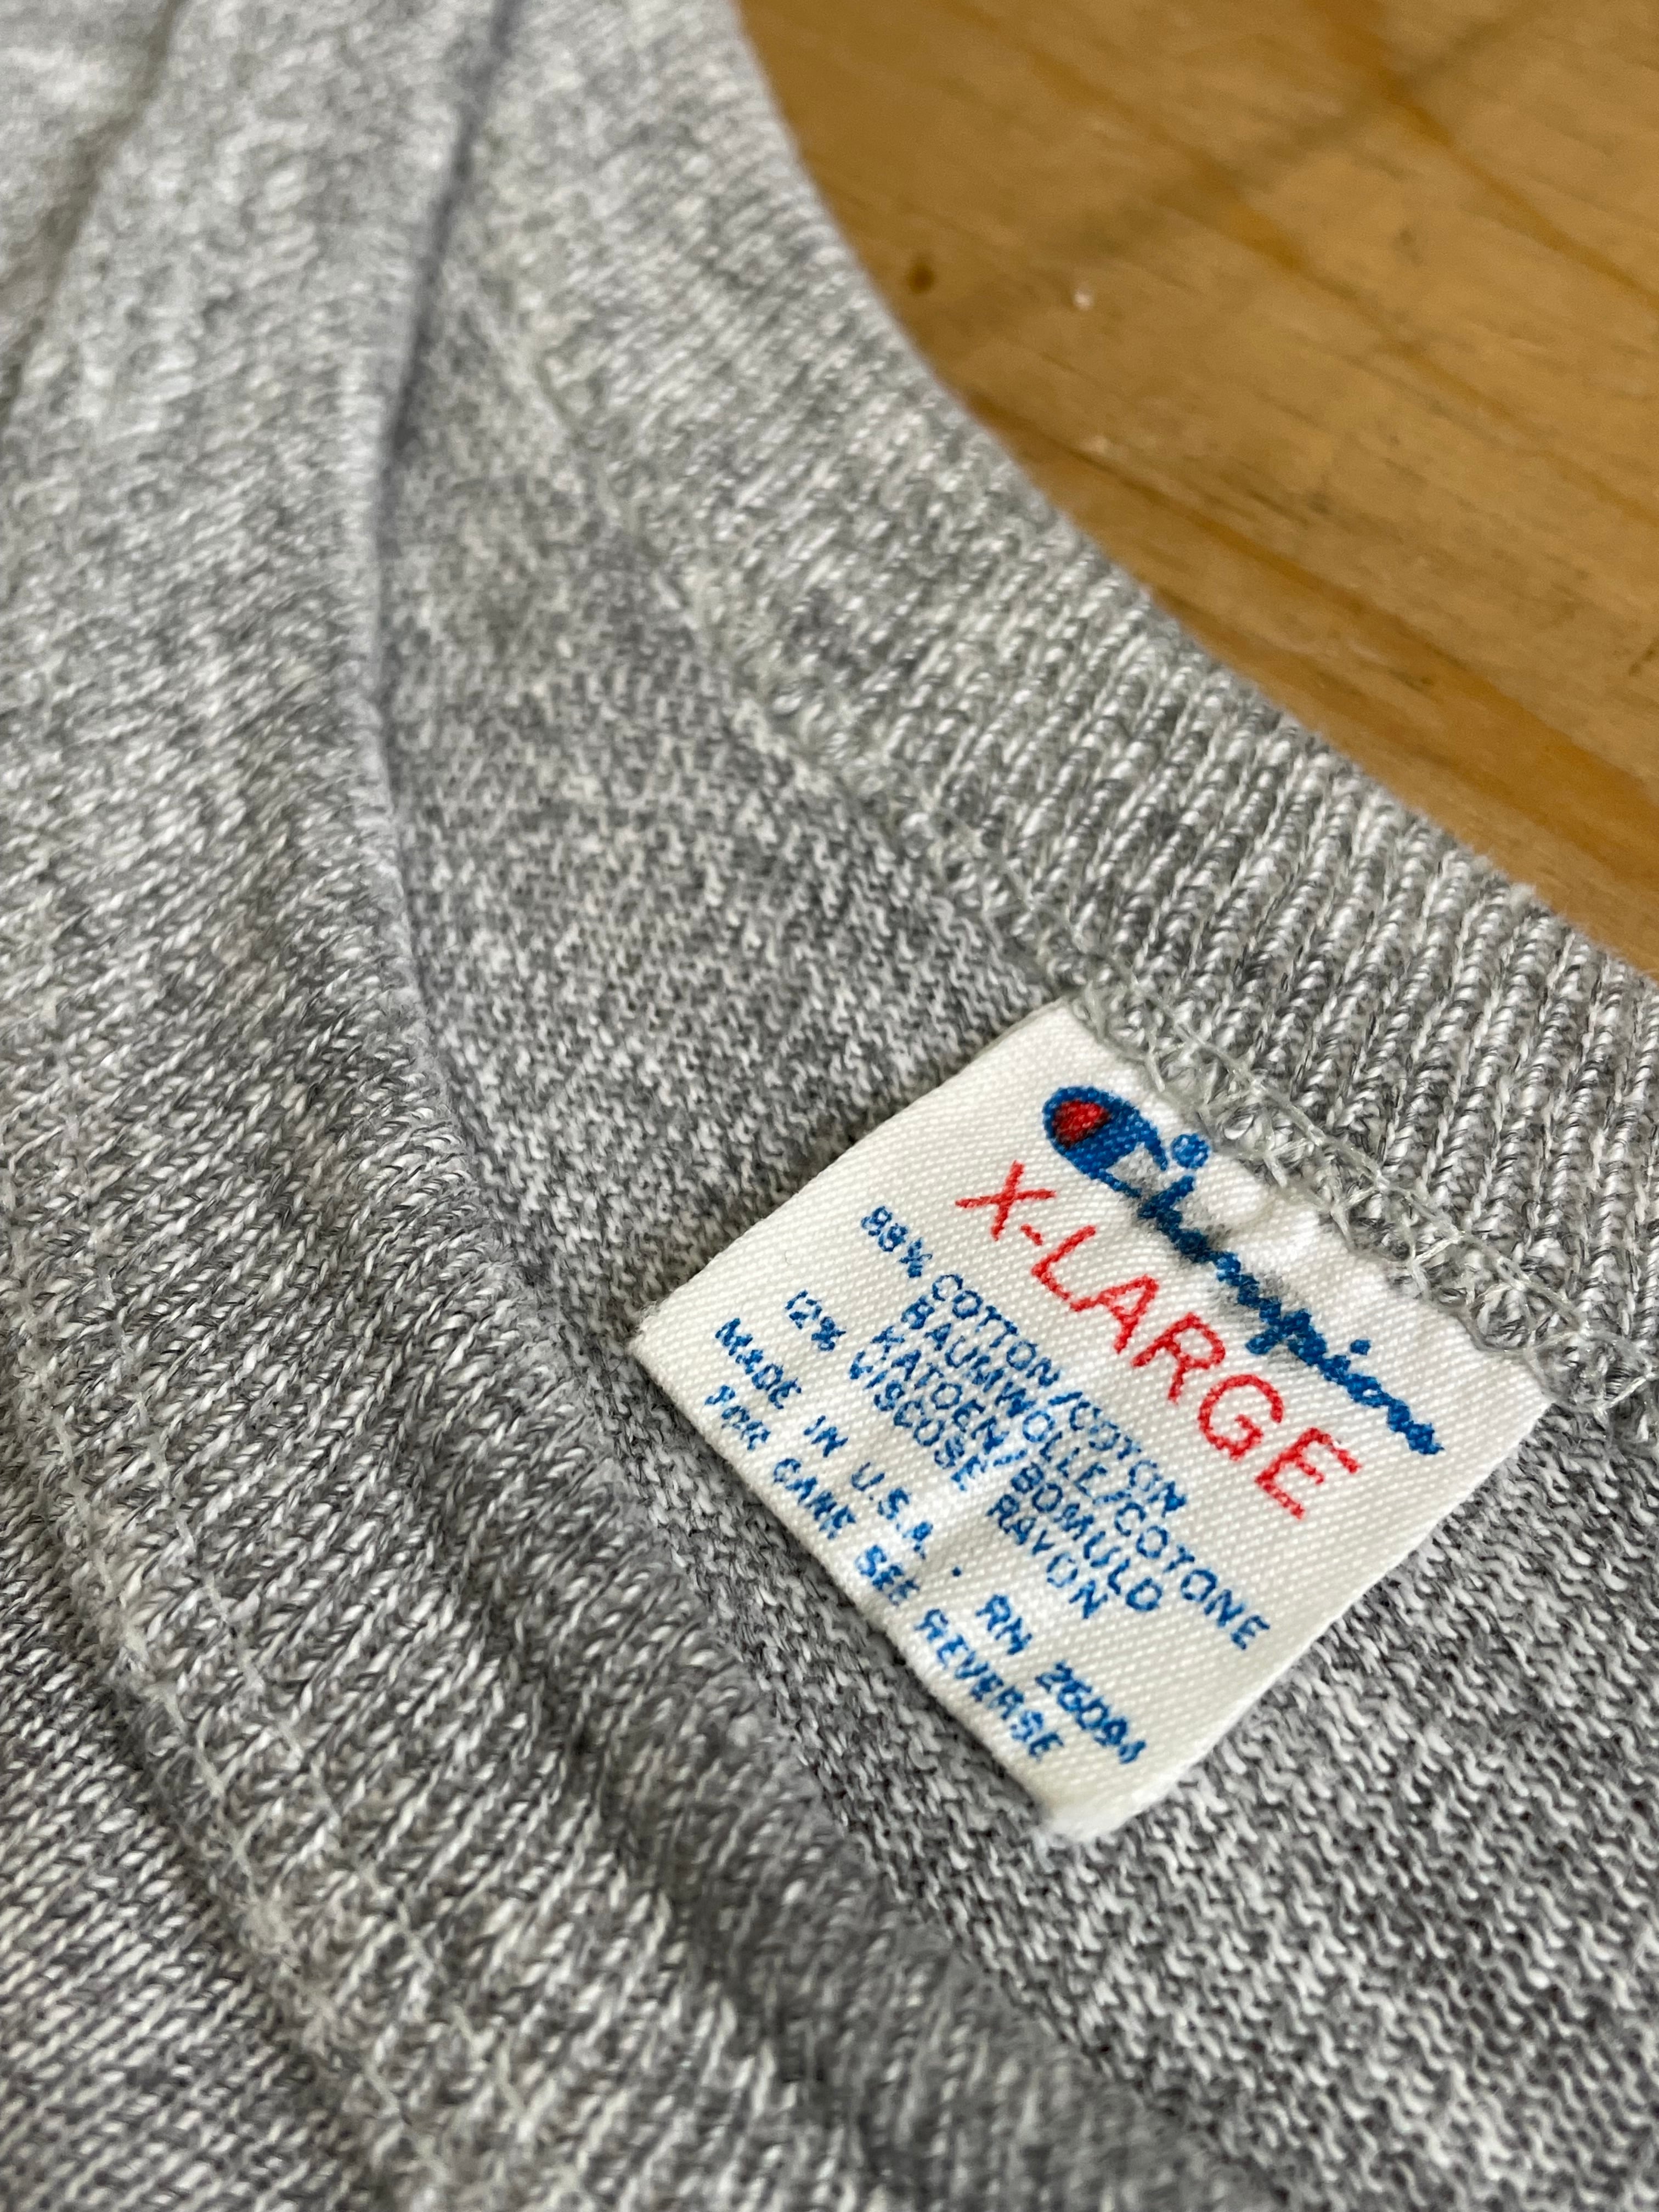 Champion®
X-LARGE
88% COTTON/COTON
BAUMWOLLE/COTONE
KATOEN/BOMULD
12% VISCOSE RAYON
MADE IN U.S.A. • RN 26094
FOR CARE SEE REVERSE